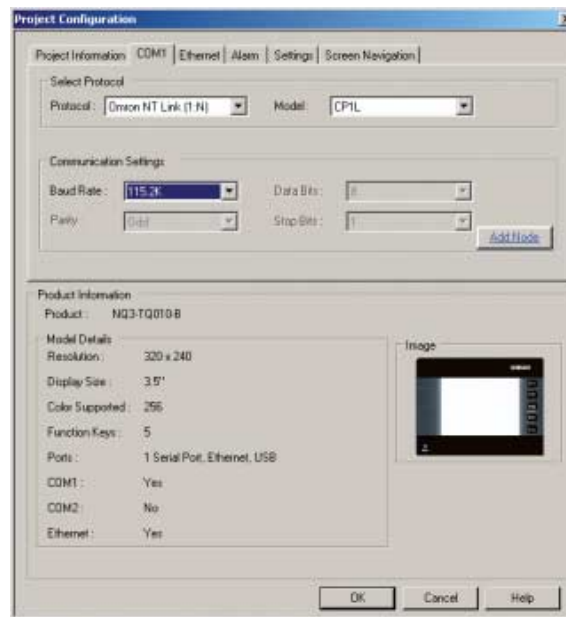 Project Configuration
Project Information COM1 Ethernet Alarm Settings Screen Navigation
Select Protocol
Protocol : Omron NT Link (1:N) Model CP1L
Communication Settings
Baud Rate : 115.2K Data Bits : 8
Parity Odd Stop Bits : 1
Add Node
Product Information
Product : NQ3-TQ010-B
Model Details
Resolution : 320 x 240
Display Size : 3.5"
Color Supported : 256
Function Keys : 5
Ports : 1 Serial Port, Ethernet, USB
COM1 : Yes
COM2 : No
Ethernet : Yes
Image
OK Cancel Help